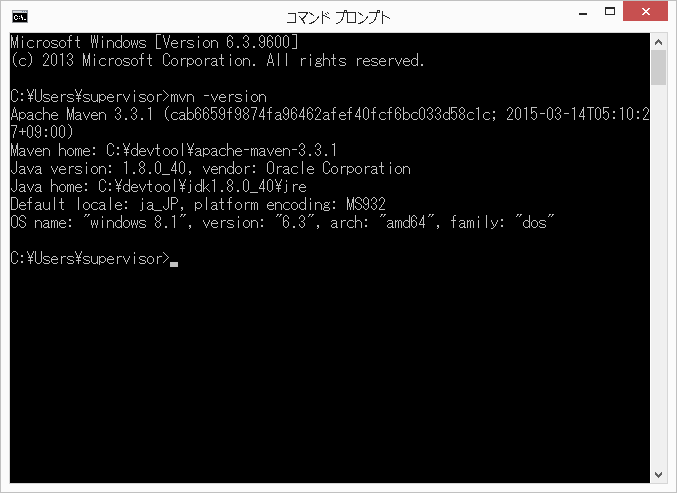 コマンド プロンプト
Microsoft Windows [Version 6.3.9600]
(c) 2013 Microsoft Corporation. All rights reserved.
C:¥Users¥supervisor>mvn -version
Apache Maven 3.3.1 (cab6659f9874fa96462afef40fcf6bc033d58c1c; 2015-03-14T05:10:2
7+09:00)
Maven home: C:¥devtool¥apache-maven-3.3.1
Java version: 1.8.0_40, vendor: Oracle Corporation
Java home: C:¥devtool¥jdk1.8.0_40¥jre
Default locale: ja_JP, platform encoding: MS932
OS name: "windows 8.1", version: "6.3", arch: "amd64", family: "dos"
C:¥Users¥supervisor>